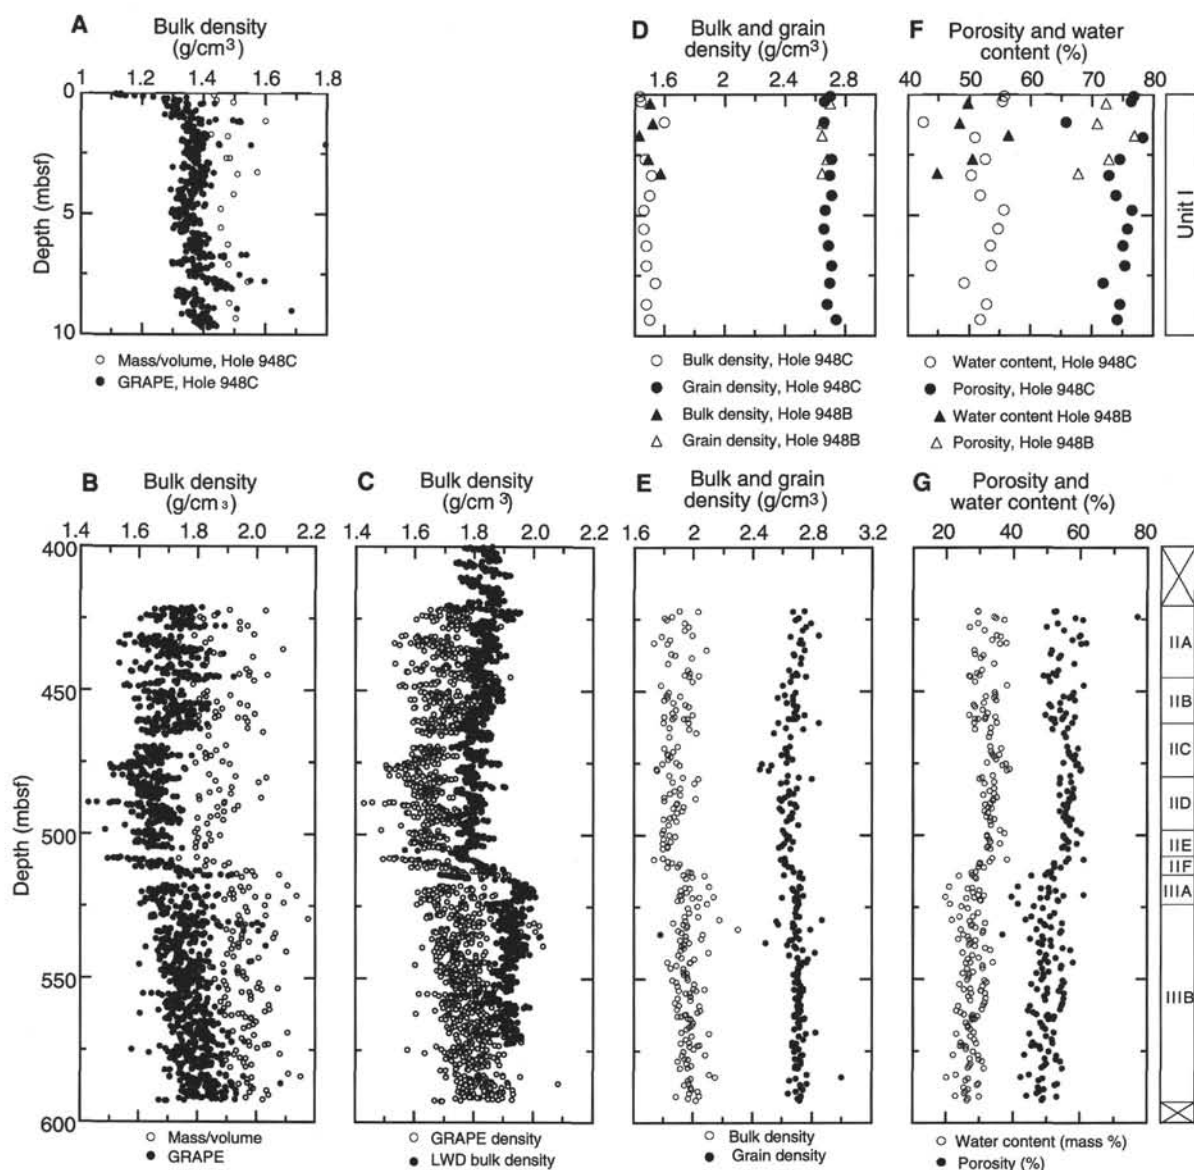 A Bulk density
(g/cm3)
1 1.2 1.4 1.6 1.8
0
5
10
Depth (mbsf)
Mass/volume, Hole 948C
GRAPE, Hole 948C
D Bulk and grain
density (g/cm3)
1.6 2 2.4 2.8
Bulk density, Hole 948C
Grain density, Hole 948C
Bulk density, Hole 948B
Grain density, Hole 948B
F Porosity and water
content (%)
40 50 60 70 80
Unit I
Water content, Hole 948C
Porosity, Hole 948C
Water content Hole 948B
Porosity, Hole 948B
B Bulk density
(g/cm3)
1.4 1.6 1.8 2.0 2.2
400
450
500
550
600
Depth (mbsf)
Mass/volume
GRAPE
C Bulk density
(g/cm3)
1.4 1.6 1.8 2.0 2.2
GRAPE density
LWD bulk density
E Bulk and grain
density (g/cm3)
1.6 2 2.4 2.8 3.2
Bulk density
Grain density
G Porosity and
water content (%)
20 40 60 80
IIA
IIB
IIC
IID
IIE
IIF
IIIA
IIIB
Water content (mass %)
Porosity (%)